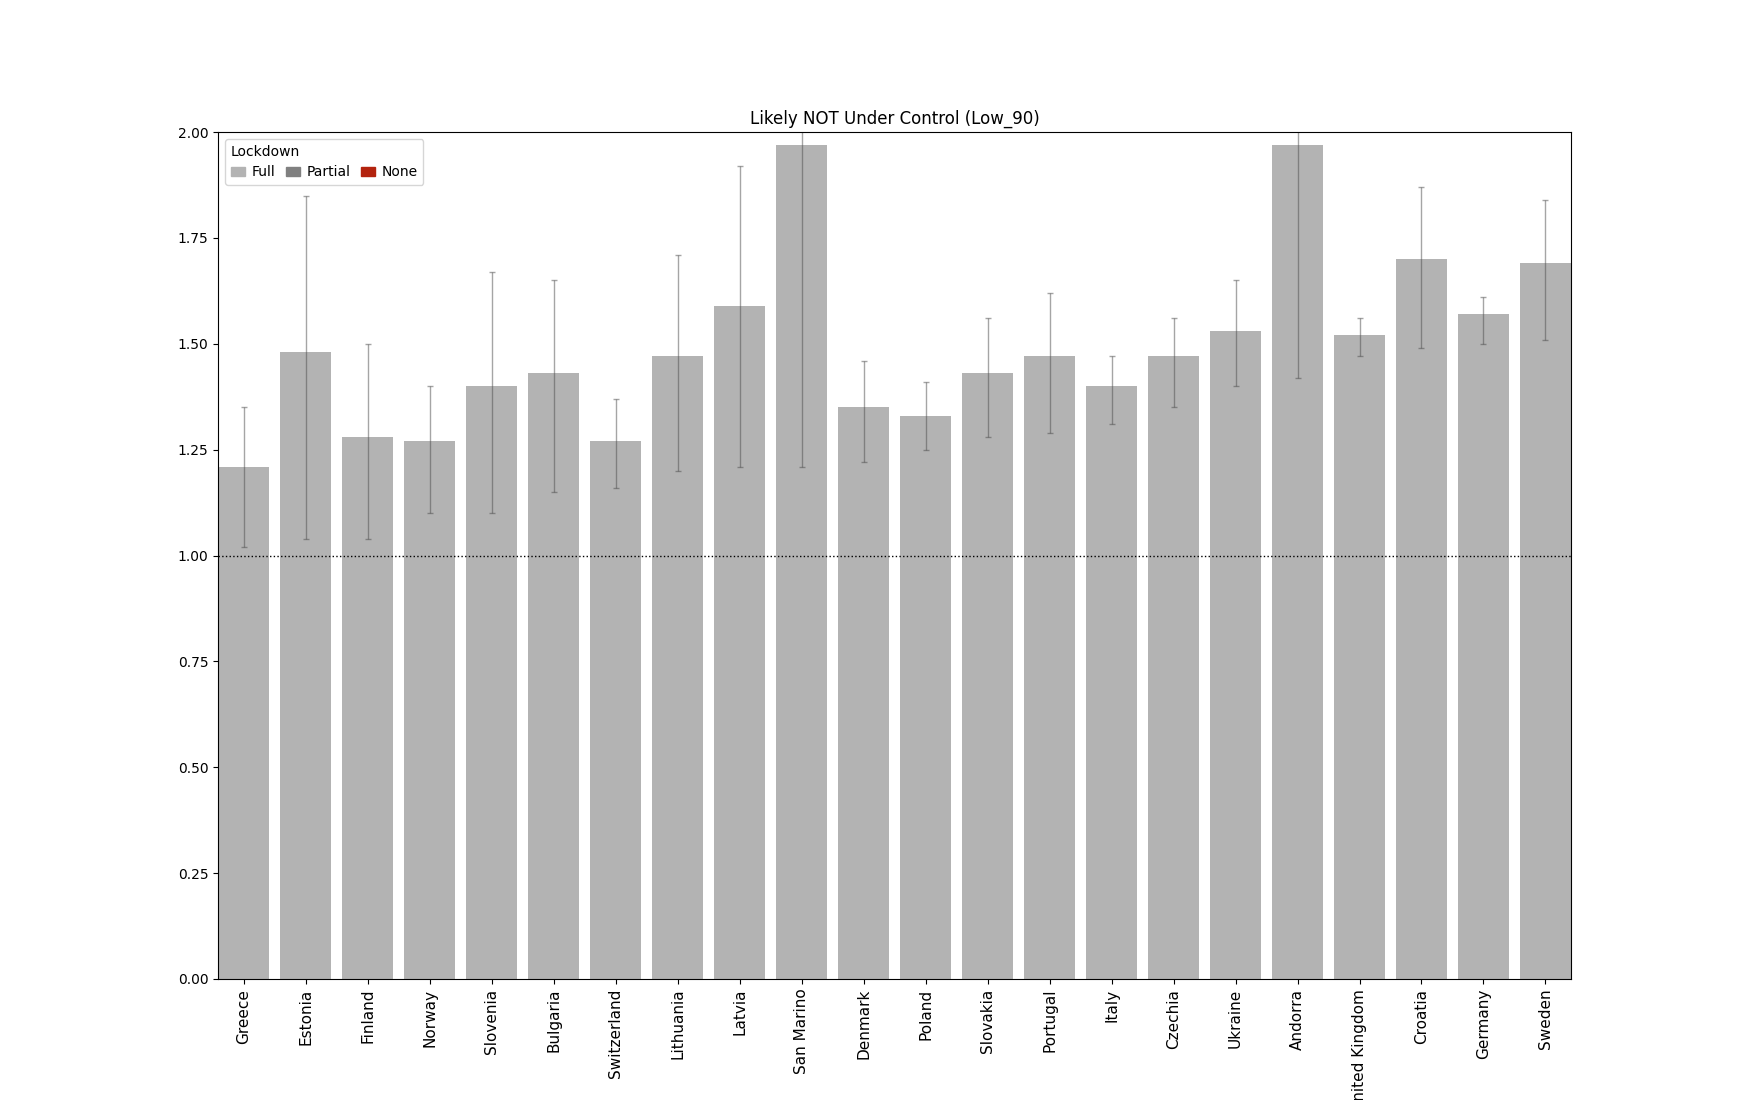 Likely NOT Under Control (Low_90)
Lockdown
Full Partial None
2.00
1.75
1.50
1.25
1.00
0.75
0.50
0.25
0.00
Greece
Estonia
Finland
Norway
Slovenia
Bulgaria
Switzerland
Lithuania
Latvia
San Marino
Denmark
Poland
Slovakia
Portugal
Italy
Czechia
Ukraine
Andorra
nited Kingdom
Croatia
Germany
Sweden